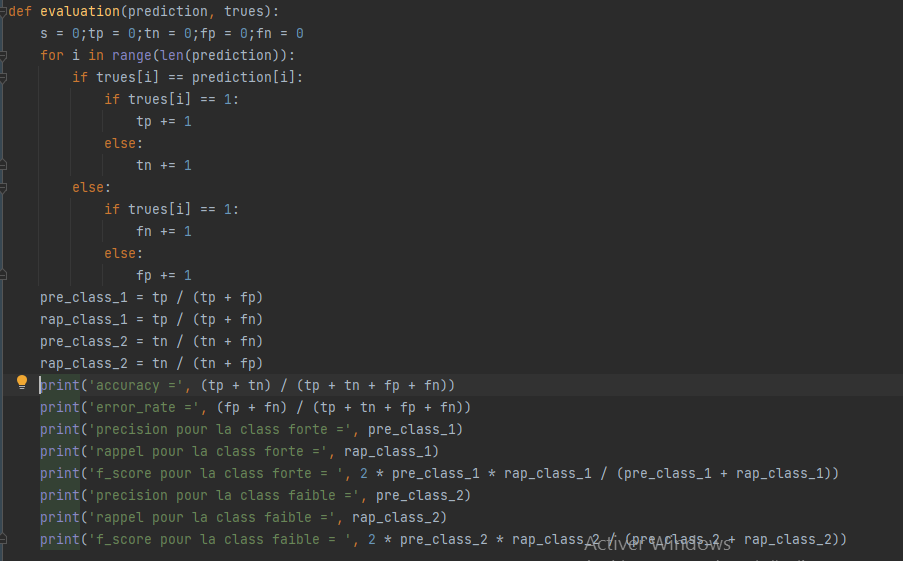 def evaluation(prediction, trues):
    s = 0;tp = 0;tn = 0;fp = 0;fn = 0
    for i in range(len(prediction)):
        if trues[i] == prediction[i]:
            if trues[i] == 1:
                tp += 1
            else:
                tn += 1
        else:
            if trues[i] == 1:
                fn += 1
            else:
                fp += 1
    pre_class_1 = tp / (tp + fp)
    rap_class_1 = tp / (tp + fn)
    pre_class_2 = tn / (tn + fn)
    rap_class_2 = tn / (tn + fp)
    print('accuracy =', (tp + tn) / (tp + tn + fp + fn))
    print('error_rate =', (fp + fn) / (tp + tn + fp + fn))
    print('precision pour la class forte =', pre_class_1)
    print('rappel pour la class forte =', rap_class_1)
    print('f_score pour la class forte = ', 2 * pre_class_1 * rap_class_1 / (pre_class_1 + rap_class_1))
    print('precision pour la class faible =', pre_class_2)
    print('rappel pour la class faible =', rap_class_2)
    print('f_score pour la class faible = ', 2 * pre_class_2 * rap_class_2 / (pre_class_2 + rap_class_2))
Activer Windows